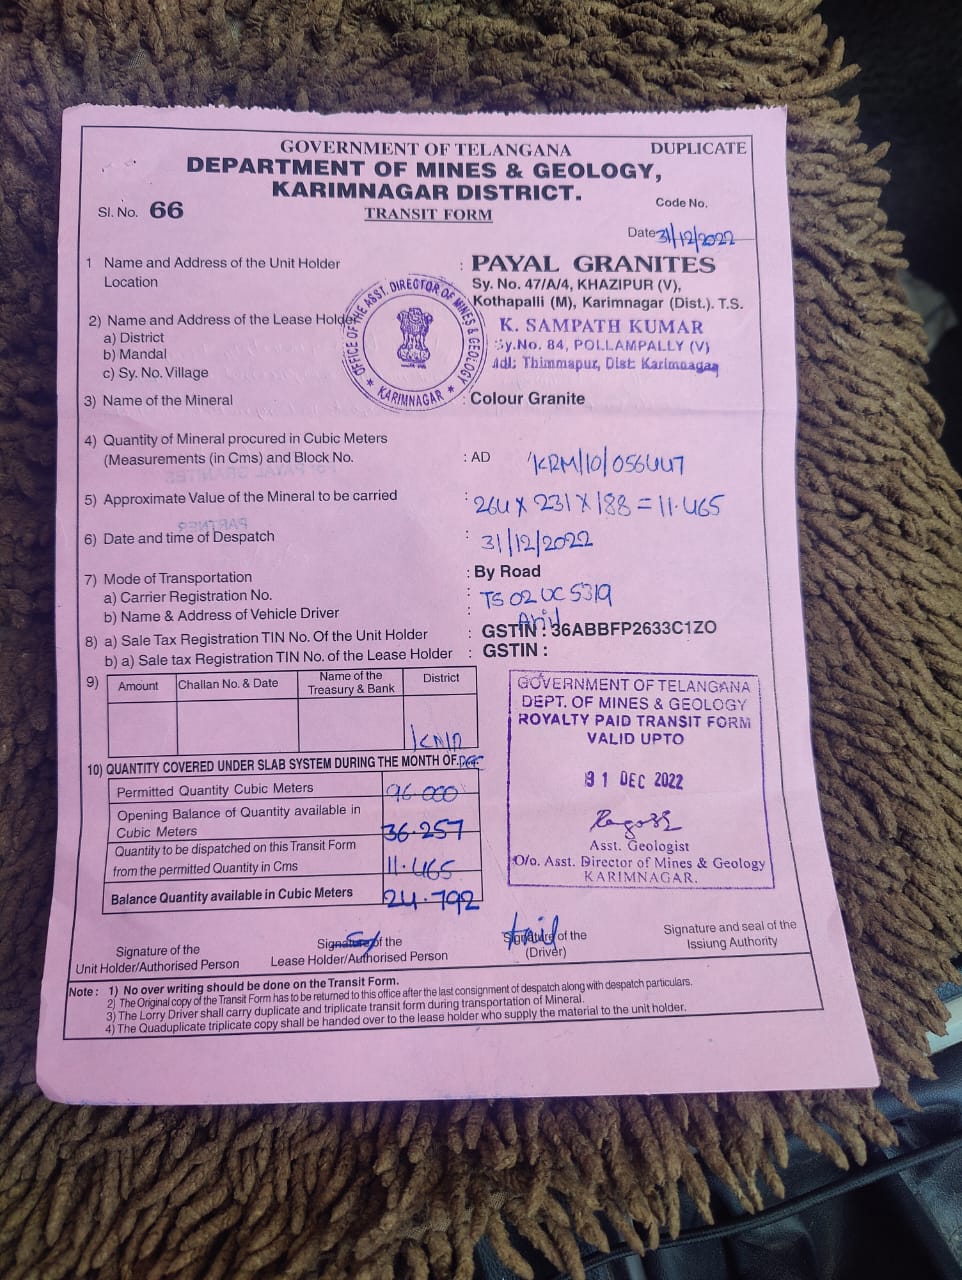 GOVERNMENT OF TELANGANA
DUPLICATE
DEPARTMENT OF MINES & GEOLOGY,
KARIMNAGAR DISTRICT.
Sl. No. 66
TRANSIT FORM
Code No.
Date 31/12/2022
1 Name and Address of the Unit Holder : PAYAL GRANITES
Location
Sy. No. 47/A/4, KHAZIPUR (V),
Kothapalli (M), Karimnagar (Dist.). T.S.
OFFICE OF THE ASST. DIRECTOR OF MINES & GEOLOGY
★ KARIMNAGAR ★
2) Name and Address of the Lease Holder
K. SAMPATH KUMAR
a) District
Sy.No. 84, POLLAMPALLY (V)
b) Mandal
Mdl: Thimmapur, Dist: Karimnagar
c) Sy. No. Village
3) Name of the Mineral : Colour Granite
4) Quantity of Mineral procured in Cubic Meters
(Measurements (in Cms) and Block No. : AD KRM/10/056447
5) Approximate Value of the Mineral to be carried : 264 X 231 X 188 = 11.465
PARTNER
6) Date and time of Despatch : 31/12/2022
7) Mode of Transportation : By Road
a) Carrier Registration No. : TS 02 UC 5319
b) Name & Address of Vehicle Driver :
8) a) Sale Tax Registration TIN No. Of the Unit Holder : GSTIN : 36ABBFP2633C1ZO
b) a) Sale tax Registration TIN No. of the Lease Holder : GSTIN :
9) Amount Challan No. & Date Name of the Treasury & Bank District
KNR
10) QUANTITY COVERED UNDER SLAB SYSTEM DURING THE MONTH OF. DEC
Permitted Quantity Cubic Meters 96.000
Opening Balance of Quantity available in
Cubic Meters 36.257
Quantity to be dispatched on this Transit Form
from the permitted Quantity in Cms 11.465
Balance Quantity available in Cubic Meters 24.792
GOVERNMENT OF TELANGANA
DEPT. OF MINES & GEOLOGY
ROYALTY PAID TRANSIT FORM
VALID UPTO
31 DEC 2022
Asst. Geologist
O/o. Asst. Director of Mines & Geology
KARIMNAGAR.
Signature of the
Unit Holder/Authorised Person
Signature of the
Lease Holder/Authorised Person
Signature of the
(Driver)
Signature and seal of the
Issiung Authority
Note : 1) No over writing should be done on the Transit Form.
2) The Original copy of the Transit Form has to be returned to this office after the last consignment of despatch along with despatch particulars.
3) The Lorry Driver shall carry duplicate and triplicate transit form during transportation of Mineral.
4) The Quaduplicate triplicate copy shall be handed over to the lease holder who supply the material to the unit holder.